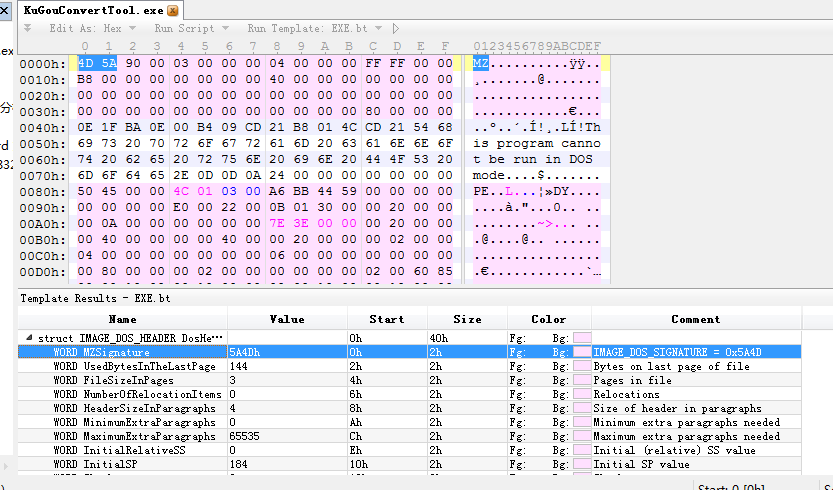 KuGouConvertTool.exe
Edit As: Hex Run Script Run Template: EXE.bt
0 1 2 3 4 5 6 7 8 9 A B C D E F 0123456789ABCDEF
.ex
0000h: 4D 5A 90 00 03 00 00 00 04 00 00 00 FF FF 00 00 MZ..........ÿÿ..
0010h: B8 00 00 00 00 00 00 00 40 00 00 00 00 00 00 00 ¸.......@.......
0020h: 00 00 00 00 00 00 00 00 00 00 00 00 00 00 00 00 ................
0030h: 00 00 00 00 00 00 00 00 00 00 00 00 80 00 00 00 ............€...
分
0040h: 0E 1F BA 0E 00 B4 09 CD 21 B8 01 4C CD 21 54 68 ..º..´.Í!¸.LÍ!Th
0050h: 69 73 20 70 72 6F 67 72 61 6D 20 63 61 6E 6E 6F is program canno
rd
0060h: 74 20 62 65 20 72 75 6E 20 69 6E 20 44 4F 53 20 t be run in DOS
332
0070h: 6D 6F 64 65 2E 0D 0D 0A 24 00 00 00 00 00 00 00 mode....$.......
0080h: 50 45 00 00 4C 01 03 00 A6 BB 44 59 00 00 00 00 PE..L...¦»DY....
0090h: 00 00 00 00 E0 00 22 00 0B 01 30 00 00 20 00 00 ....à."...0.. ..
00A0h: 00 0A 00 00 00 00 00 00 7E 3E 00 00 00 20 00 00 ........~>... ..
00B0h: 00 40 00 00 00 00 40 00 00 20 00 00 00 02 00 00 .@....@.. ......
00C0h: 04 00 00 00 00 00 00 00 06 00 00 00 00 00 00 00 ................
00D0h: 00 80 00 00 00 02 00 00 00 00 00 00 02 00 60 85 .€............`…
Template Results - EXE.bt
Name Value Start Size Color Comment
struct IMAGE_DOS_HEADER DosHe··· 0h 40h Fg: Bg:
WORD MZSignature 5A4Dh 0h 2h Fg: Bg: IMAGE_DOS_SIGNATURE = 0x5A4D
WORD UsedBytesInTheLastPage 144 2h 2h Fg: Bg: Bytes on last page of file
WORD FileSizeInPages 3 4h 2h Fg: Bg: Pages in file
WORD NumberOfRelocationItems 0 6h 2h Fg: Bg: Relocations
WORD HeaderSizeInParagraphs 4 8h 2h Fg: Bg: Size of header in paragraphs
WORD MinimumExtraParagraphs 0 Ah 2h Fg: Bg: Minimum extra paragraphs needed
WORD MaximumExtraParagraphs 65535 Ch 2h Fg: Bg: Maximum extra paragraphs needed
WORD InitialRelativeSS 0 Eh 2h Fg: Bg: Initial (relative) SS value
WORD InitialSP 184 10h 2h Fg: Bg: Initial SP value
Start: 0 [0h]